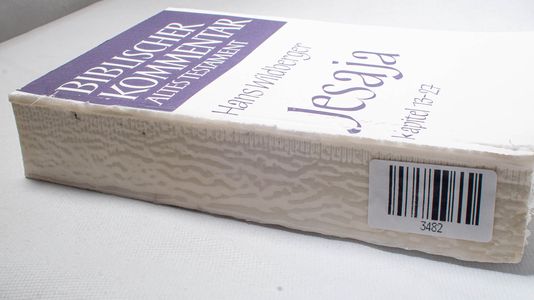 BIBLISCHER
KOMMENTAR
ALTES TESTAMENT
Hans Wildberger
Jesaja
Kapitel 13-27
3482